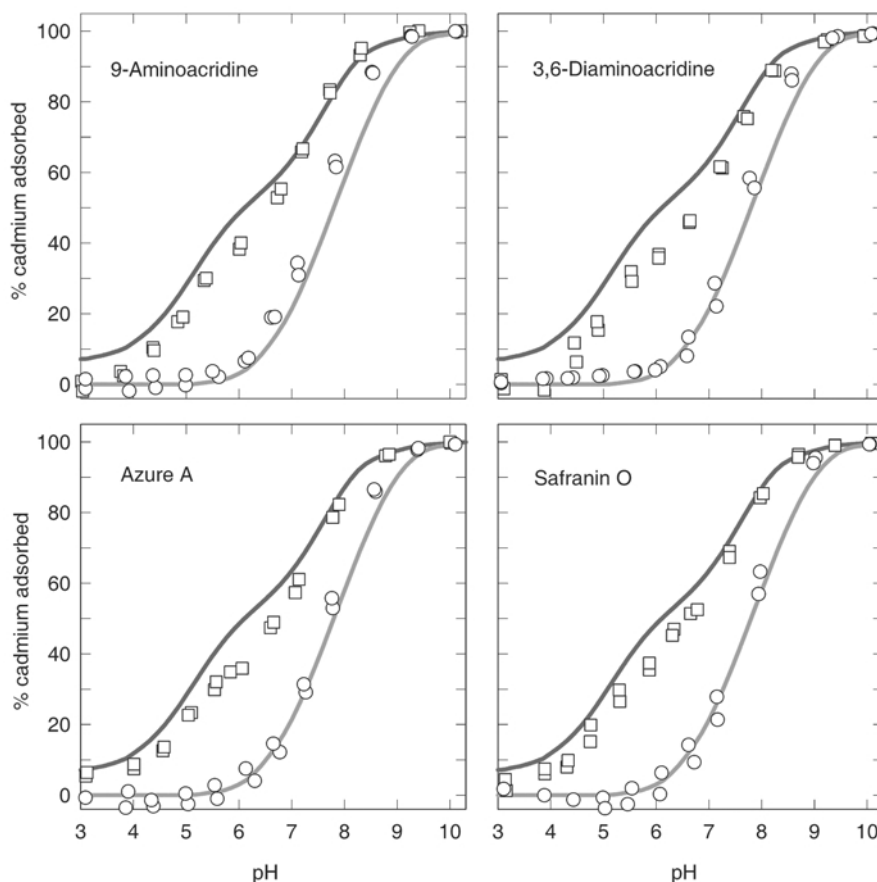 9-Aminoacridine
3,6-Diaminoacridine
% cadmium adsorbed
100
80
60
40
20
0
Azure A
Safranin O
% cadmium adsorbed
100
80
60
40
20
0
3 4 5 6 7 8 9 10
3 4 5 6 7 8 9 10
pH
pH